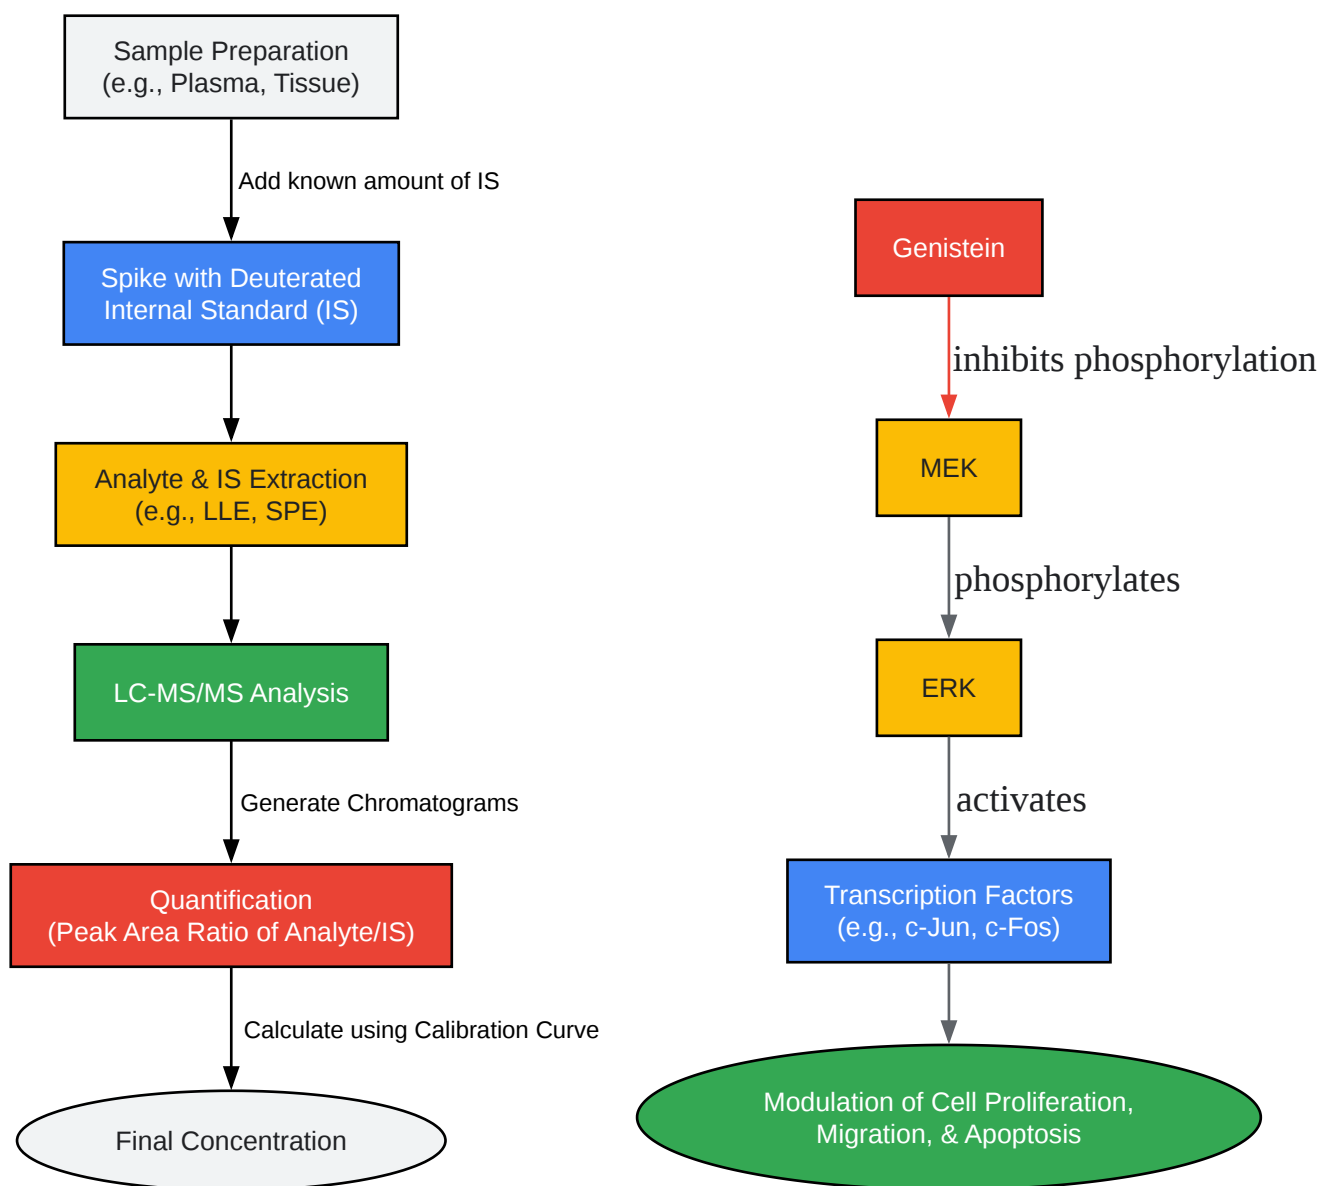 Sample Preparation
(e.g., Plasma, Tissue)
Add known amount of IS
Spike with Deuterated
Internal Standard (IS)
Analyte & IS Extraction
(e.g., LLE, SPE)
LC-MS/MS Analysis
Generate Chromatograms
Quantification
(Peak Area Ratio of Analyte/IS)
Calculate using Calibration Curve
Final Concentration
Genistein
inhibits phosphorylation
MEK
phosphorylates
ERK
activates
Transcription Factors
(e.g., c-Jun, c-Fos)
Modulation of Cell Proliferation,
Migration, & Apoptosis